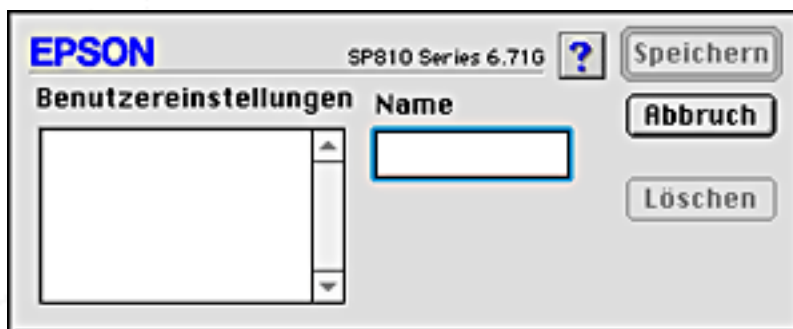 EPSON
SP810 Series 6.71G
?
Speichern
Benutzereinstellungen
Name
Abbruch
Löschen